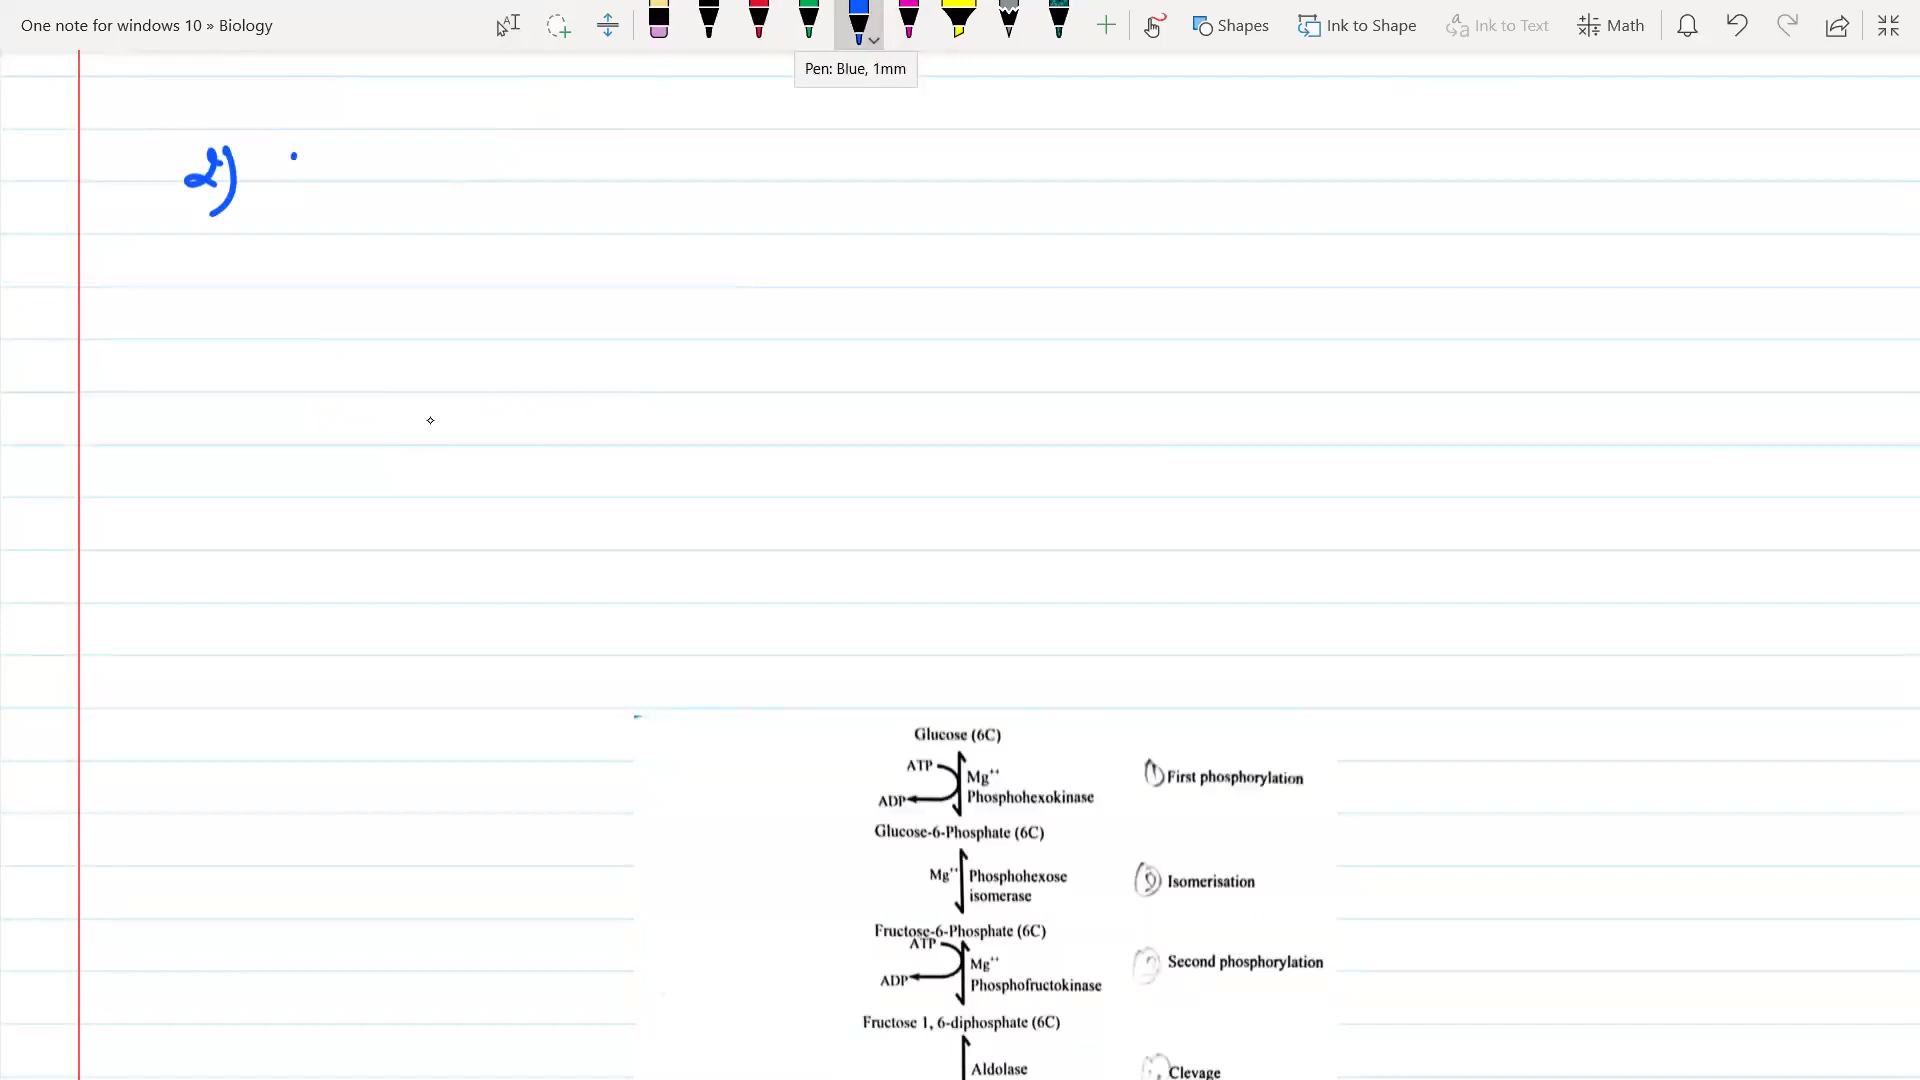 One note for windows 10 » Biology
Shapes
Ink to Shape
Ink to Text
Math
Pen: Blue, 1mm
2)
Glucose (6C)
ATP
Mg++
ADP
Phosphohexokinase
① First phosphorylation
Glucose-6-Phosphate (6C)
Mg++
Phosphohexose
isomerase
Isomerisation
Fructose-6-Phosphate (6C)
ATP
Mg++
ADP
Phosphofructokinase
Second phosphorylation
Fructose 1, 6-diphosphate (6C)
Aldolase
Clevage